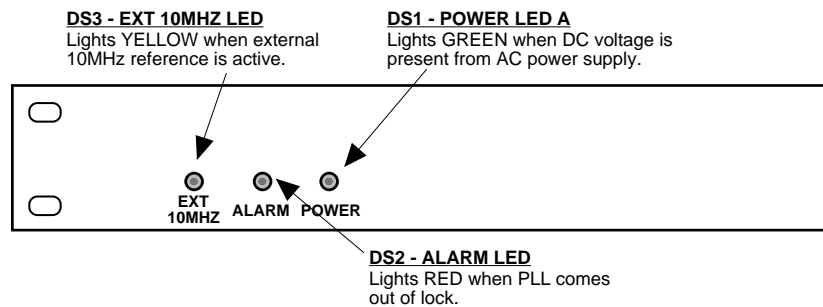 DS3 - EXT 10MHZ LED
Lights YELLOW when external
10MHz reference is active.
DS1 - POWER LED A
Lights GREEN when DC voltage is
present from AC power supply.
EXT
10MHZ
ALARM
POWER
DS2 - ALARM LED
Lights RED when PLL comes
out of lock.